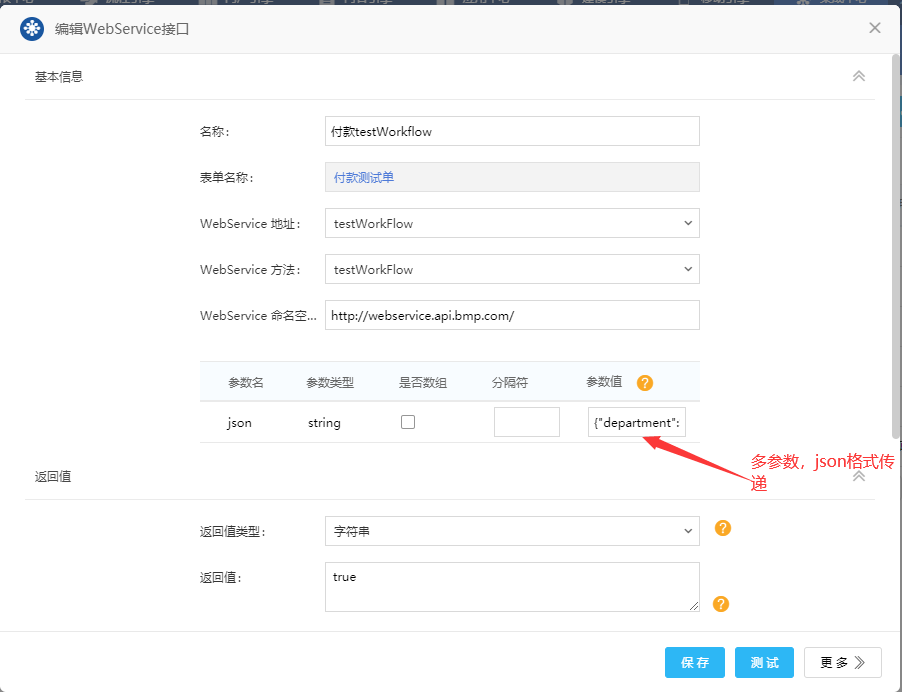 编辑WebService接口
基本信息
名称：
付款testWorkflow
表单名称：
付款测试单
WebService 地址：
testWorkFlow
WebService 方法：
testWorkFlow
WebService 命名空...
http://webservice.api.bmp.com/
参数名 参数类型 是否数组 分隔符 参数值 ?
json string {"department":
多参数，json格式传
递
返回值
返回值类型：
字符串
?
返回值：
true
?
保存 测试 更多